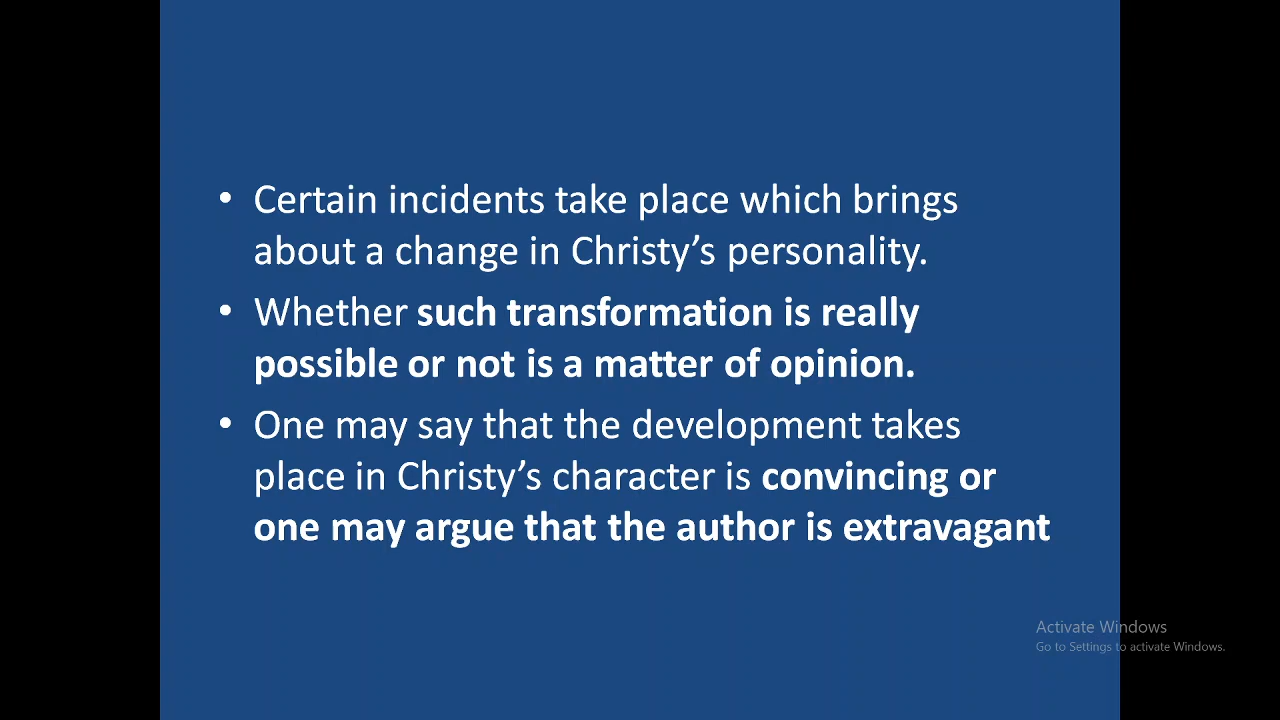 • Certain incidents take place which brings
about a change in Christy’s personality.
• Whether such transformation is really
possible or not is a matter of opinion.
• One may say that the development takes
place in Christy’s character is convincing or
one may argue that the author is extravagant
Activate Windows
Go to Settings to activate Windows.